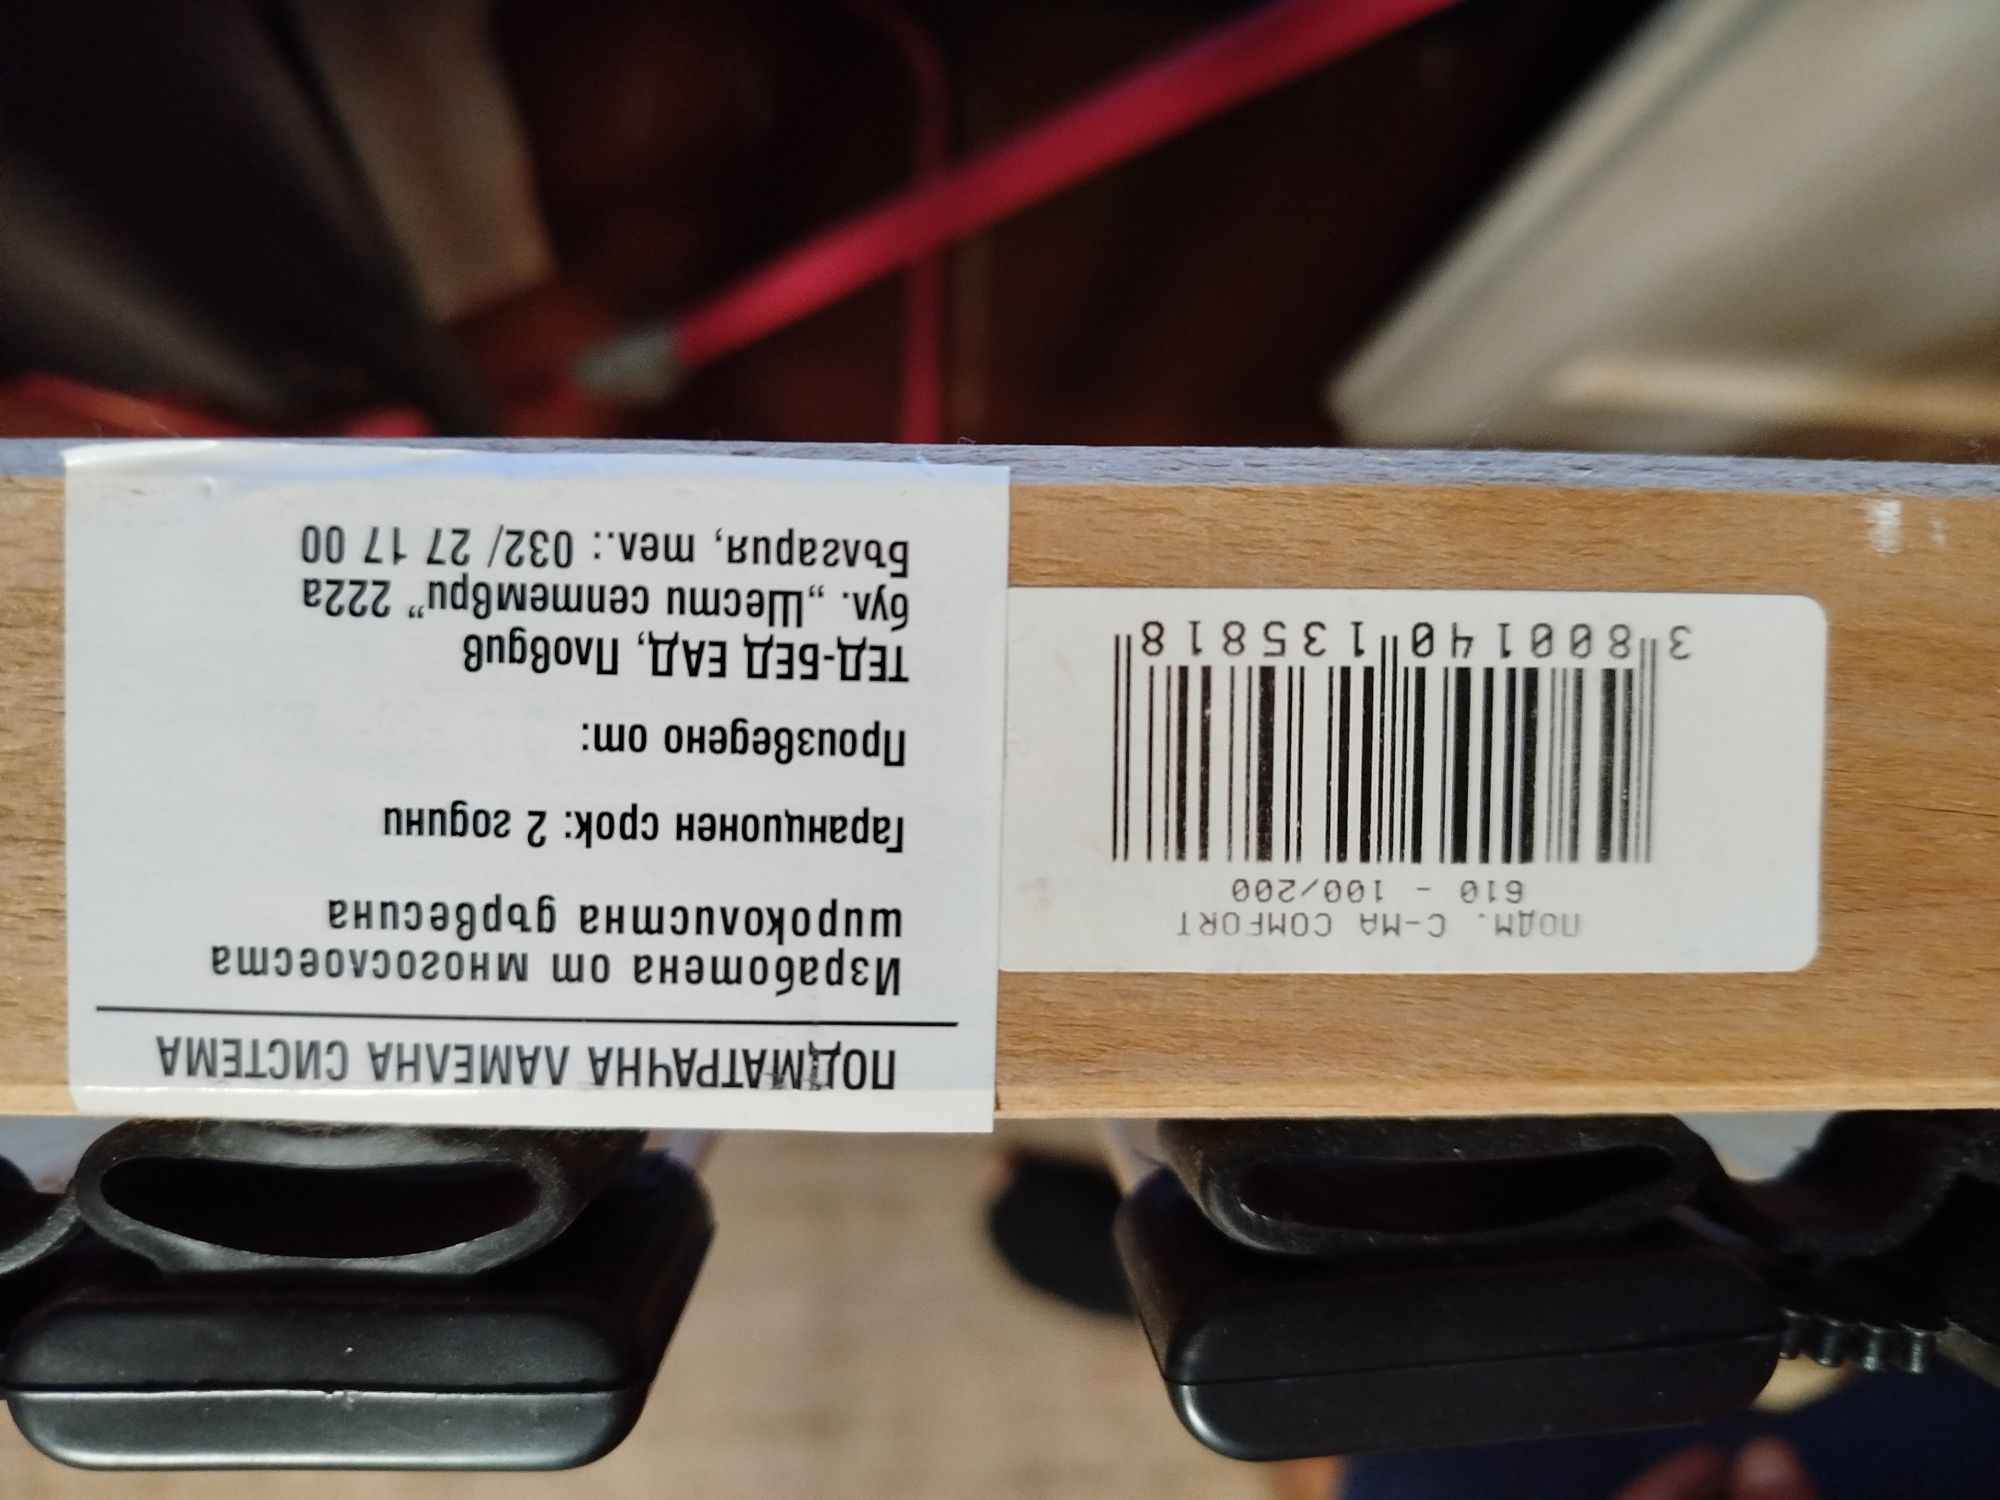 ПОДМАТРАЧНА ЛАМЕЛНА СИСТЕМА
Изработена от многослоеста
широколистна дървесина
Гаранционен срок: 2 години
Произведено от:
ТЕД-БЕД ЕАД, Пловдив
бул. „Шести септември” 222а
България, тел.: 032/ 27 17 00
ПОДМ. С-МА COMFORT
610 - 100/200
3 800140 135818